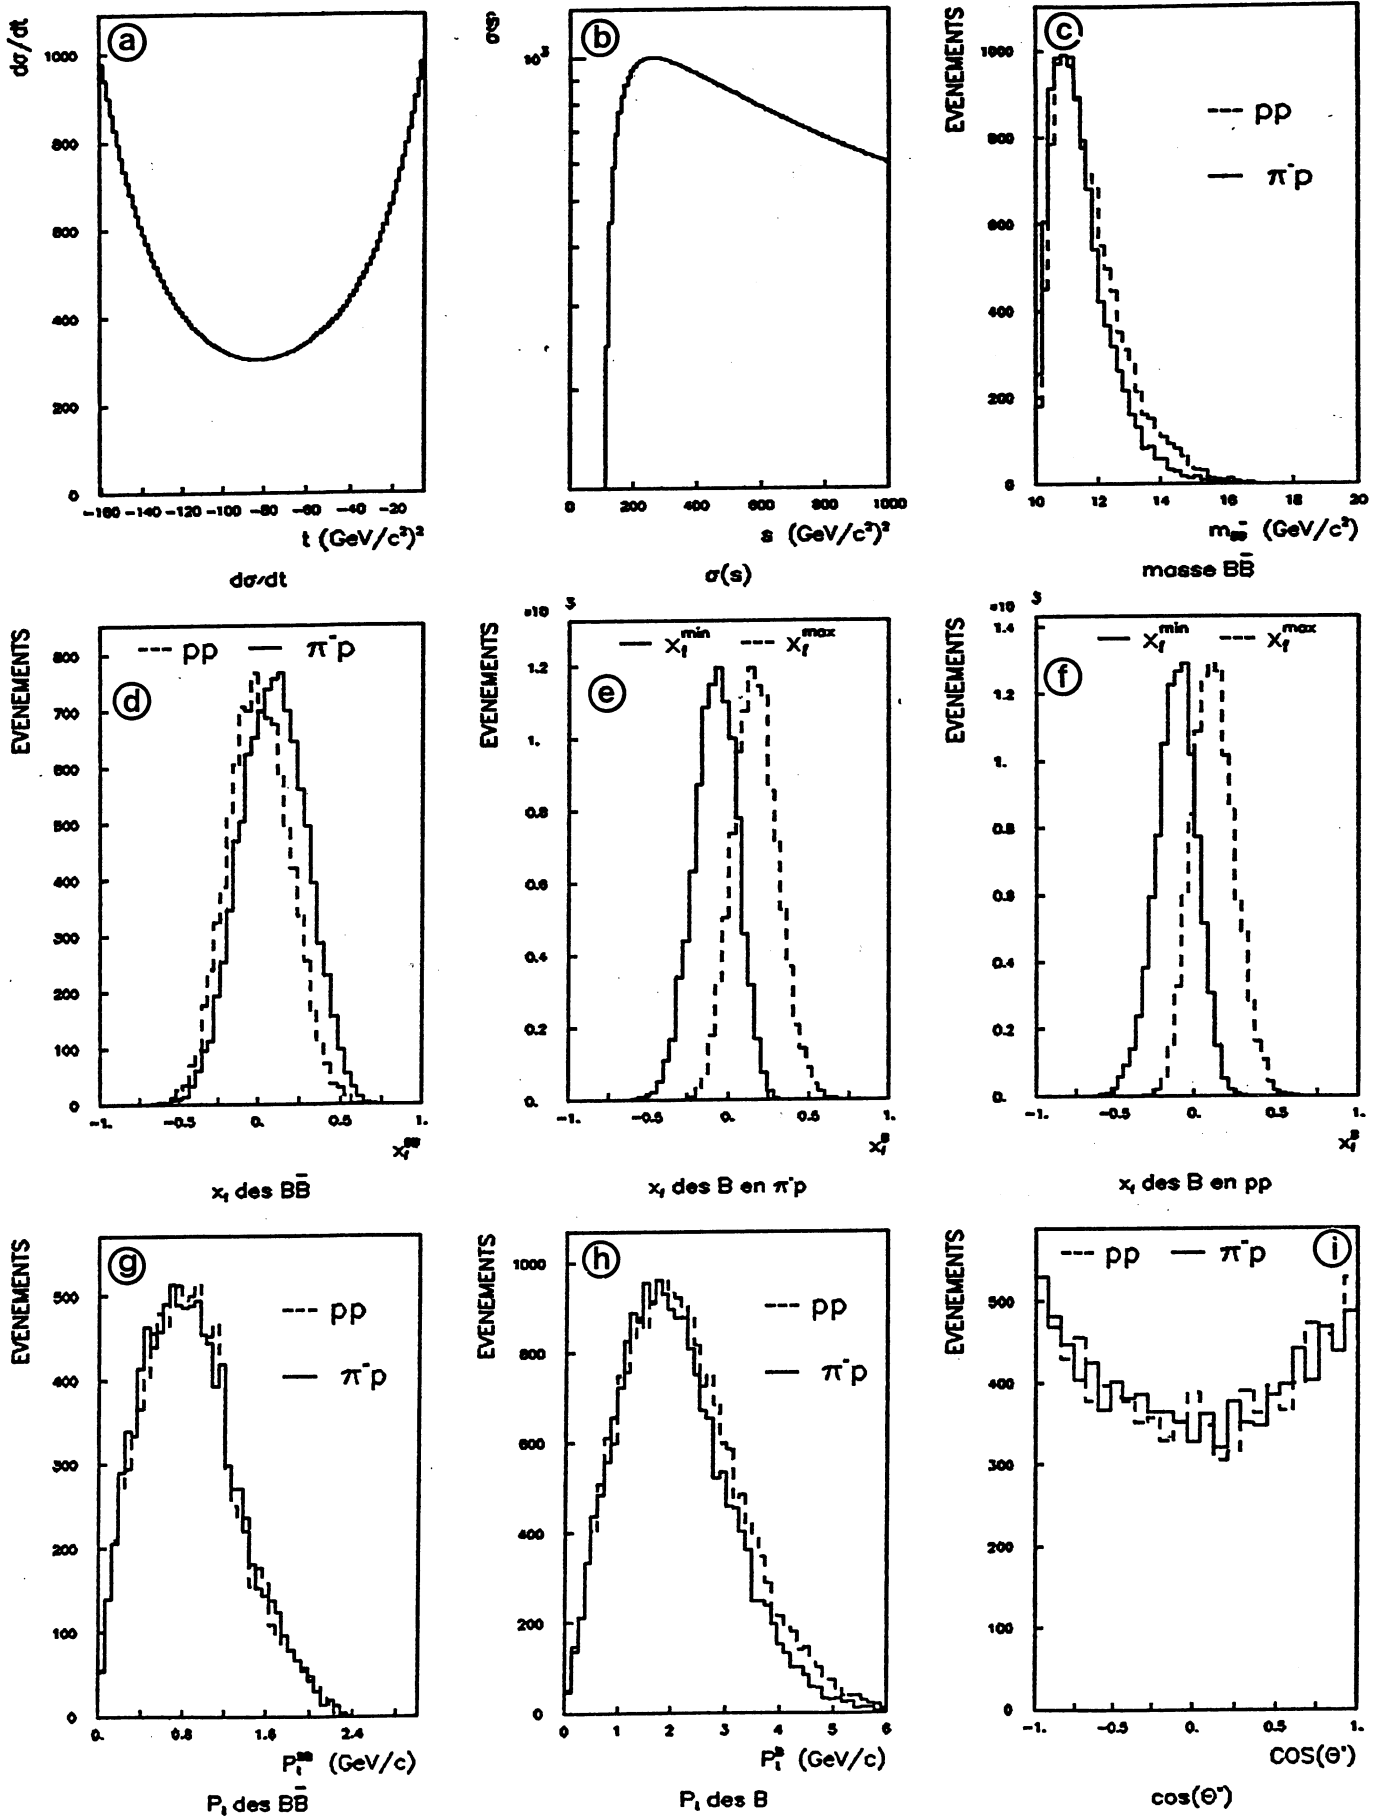 dσ/dt
a
1000
800
600
400
200
0
−160 −140 −120 −100 −80 −60 −40 −20
t (GeV/c²)²
dσ/dt
σ(s)
b
10³
0 200 400 600 800 1000
s (GeV/c²)²
σ(s)
EVENEMENTS
c
1000
800
600
400
200
0
pp
π⁻p
10 12 14 16 18 20
(GeV/c²)
masse BB̄
EVENEMENTS
d
pp π⁻p
800
700
600
500
400
300
200
100
0
−1. −0.5 0. 0.5 1.
x_f des BB̄
EVENEMENTS
×10³
e
x_f^min x_f^max
1.2
1.
0.8
0.6
0.4
0.2
0.
−1. −0.5 0. 0.5 1.
x_f^B
x_f des B en π⁻p
EVENEMENTS
×10³
f
x_f^min x_f^max
1.4
1.2
1.
0.8
0.6
0.4
0.2
0.
−1. −0.5 0. 0.5 1.
x_f^B
x_f des B en pp
EVENEMENTS
g
pp
π⁻p
500
400
300
200
100
0
0. 0.8 1.6 2.4
(GeV/c)
P_t des BB̄
EVENEMENTS
h
pp
π⁻p
1000
800
600
400
200
0
0 1 2 3 4 5 6
P_t^B (GeV/c)
P_t des B
EVENEMENTS
i
pp π⁻p
500
400
300
200
100
0
−1. −0.5 0. 0.5 1.
COS(Θ*)
cos(Θ*)